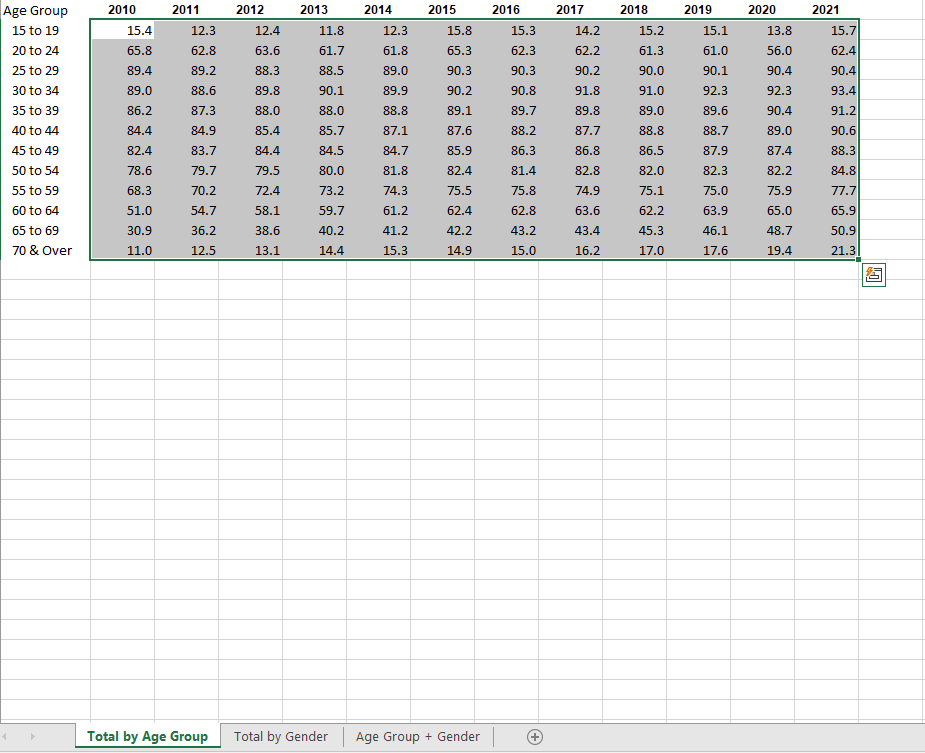 Age Group 2010 2011 2012 2013 2014 2015 2016 2017 2018 2019 2020 2021
15 to 19 15.4 12.3 12.4 11.8 12.3 15.8 15.3 14.2 15.2 15.1 13.8 15.7
20 to 24 65.8 62.8 63.6 61.7 61.8 65.3 62.3 62.2 61.3 61.0 56.0 62.4
25 to 29 89.4 89.2 88.3 88.5 89.0 90.3 90.3 90.2 90.0 90.1 90.4 90.4
30 to 34 89.0 88.6 89.8 90.1 89.9 90.2 90.8 91.8 91.0 92.3 92.3 93.4
35 to 39 86.2 87.3 88.0 88.0 88.8 89.1 89.7 89.8 89.0 89.6 90.4 91.2
40 to 44 84.4 84.9 85.4 85.7 87.1 87.6 88.2 87.7 88.8 88.7 89.0 90.6
45 to 49 82.4 83.7 84.4 84.5 84.7 85.9 86.3 86.8 86.5 87.9 87.4 88.3
50 to 54 78.6 79.7 79.5 80.0 81.8 82.4 81.4 82.8 82.0 82.3 82.2 84.8
55 to 59 68.3 70.2 72.4 73.2 74.3 75.5 75.8 74.9 75.1 75.0 75.9 77.7
60 to 64 51.0 54.7 58.1 59.7 61.2 62.4 62.8 63.6 62.2 63.9 65.0 65.9
65 to 69 30.9 36.2 38.6 40.2 41.2 42.2 43.2 43.4 45.3 46.1 48.7 50.9
70 & Over 11.0 12.5 13.1 14.4 15.3 14.9 15.0 16.2 17.0 17.6 19.4 21.3
Total by Age Group Total by Gender Age Group + Gender